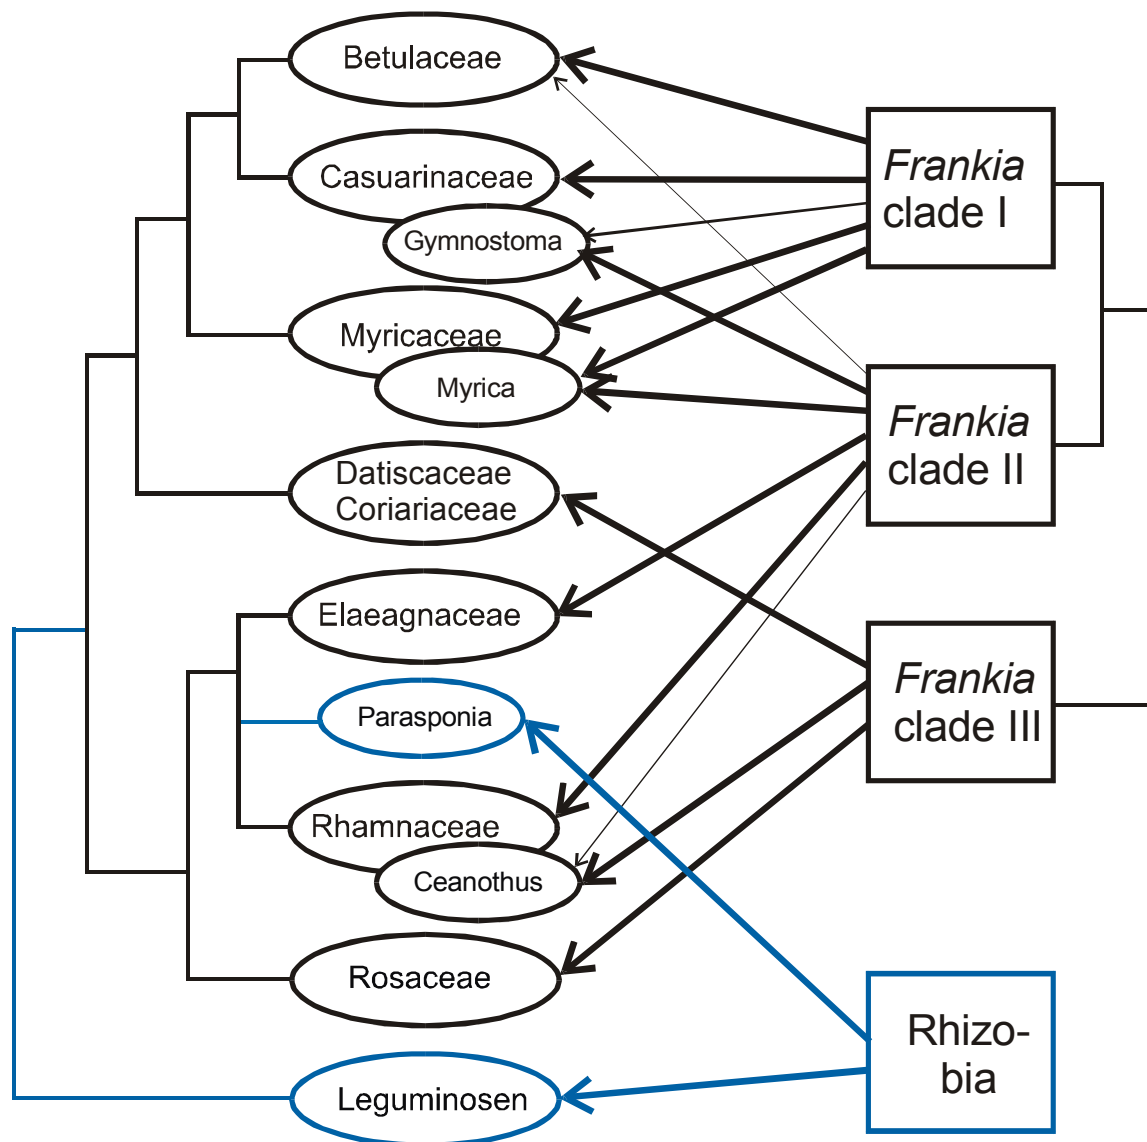 Betulaceae
Casuarinaceae
Gymnostoma
Myricaceae
Myrica
Datiscaceae
Coriariaceae
Elaeagnaceae
Parasponia
Rhamnaceae
Ceanothus
Rosaceae
Leguminosen
Frankia
clade I
Frankia
clade II
Frankia
clade III
Rhizo-
bia